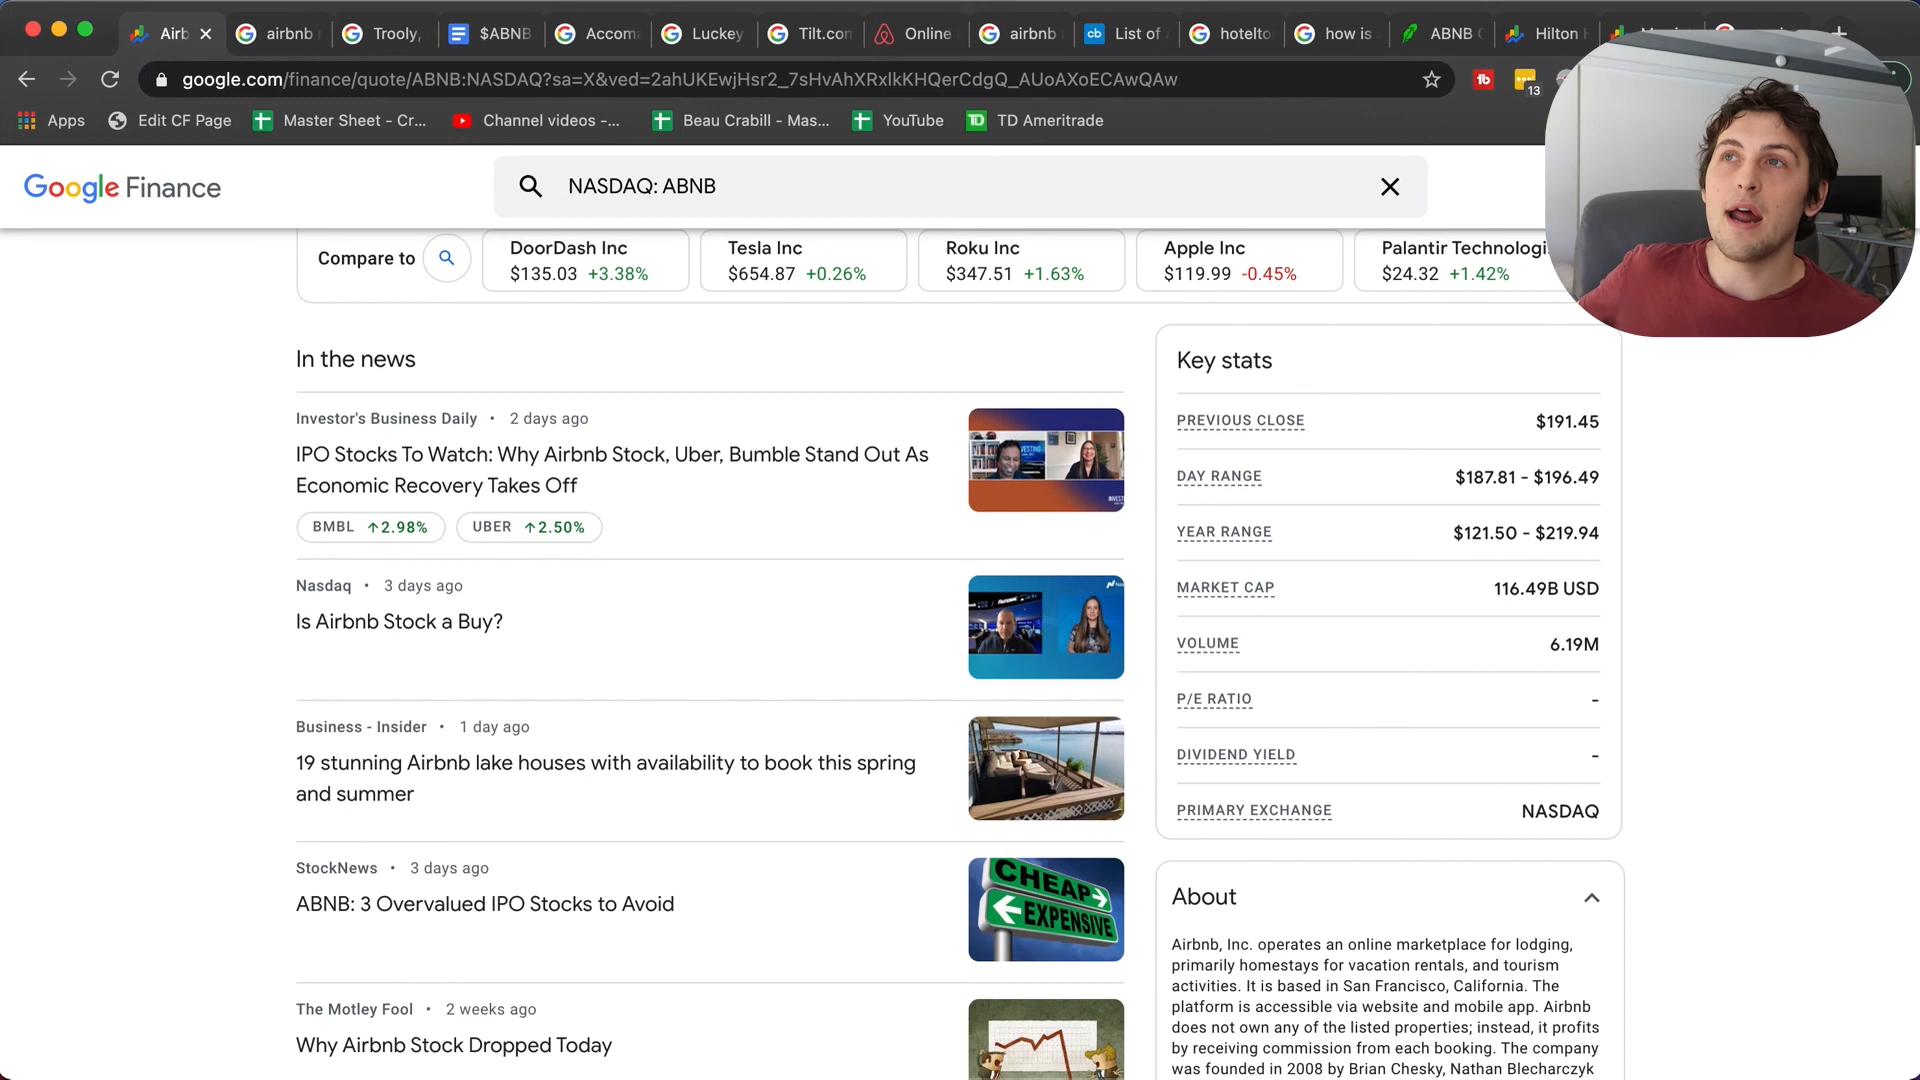 Airb
airbnb
Trooly,
$ABNB
Accom
Luckey
Tilt.con
Online
airbnb
cb List of
hotelto
how is
ABNB
Hilton
google.com/finance/quote/ABNB:NASDAQ?sa=X&ved=2ahUKEwjHsr2_7sHvAhXRxIkKHQerCdgQ_AUoAXoECAwQAw
tb
13
Apps
Edit CF Page
Master Sheet - Cr...
Channel videos -...
Beau Crabill - Mas...
YouTube
TD TD Ameritrade
Google Finance
NASDAQ: ABNB
Compare to
DoorDash Inc
$135.03 +3.38%
Tesla Inc
$654.87 +0.26%
Roku Inc
$347.51 +1.63%
Apple Inc
$119.99 -0.45%
Palantir Technologi
$24.32 +1.42%
In the news
Investor's Business Daily • 2 days ago
IPO Stocks To Watch: Why Airbnb Stock, Uber, Bumble Stand Out As
Economic Recovery Takes Off
BMBL ↑2.98%
UBER ↑2.50%
Nasdaq • 3 days ago
Is Airbnb Stock a Buy?
Business - Insider • 1 day ago
19 stunning Airbnb lake houses with availability to book this spring
and summer
StockNews • 3 days ago
ABNB: 3 Overvalued IPO Stocks to Avoid
CHEAP
EXPENSIVE
The Motley Fool • 2 weeks ago
Why Airbnb Stock Dropped Today
Key stats
PREVIOUS CLOSE $191.45
DAY RANGE $187.81 - $196.49
YEAR RANGE $121.50 - $219.94
MARKET CAP 116.49B USD
VOLUME 6.19M
P/E RATIO -
DIVIDEND YIELD -
PRIMARY EXCHANGE NASDAQ
About
Airbnb, Inc. operates an online marketplace for lodging,
primarily homestays for vacation rentals, and tourism
activities. It is based in San Francisco, California. The
platform is accessible via website and mobile app. Airbnb
does not own any of the listed properties; instead, it profits
by receiving commission from each booking. The company
was founded in 2008 by Brian Chesky, Nathan Blecharczyk